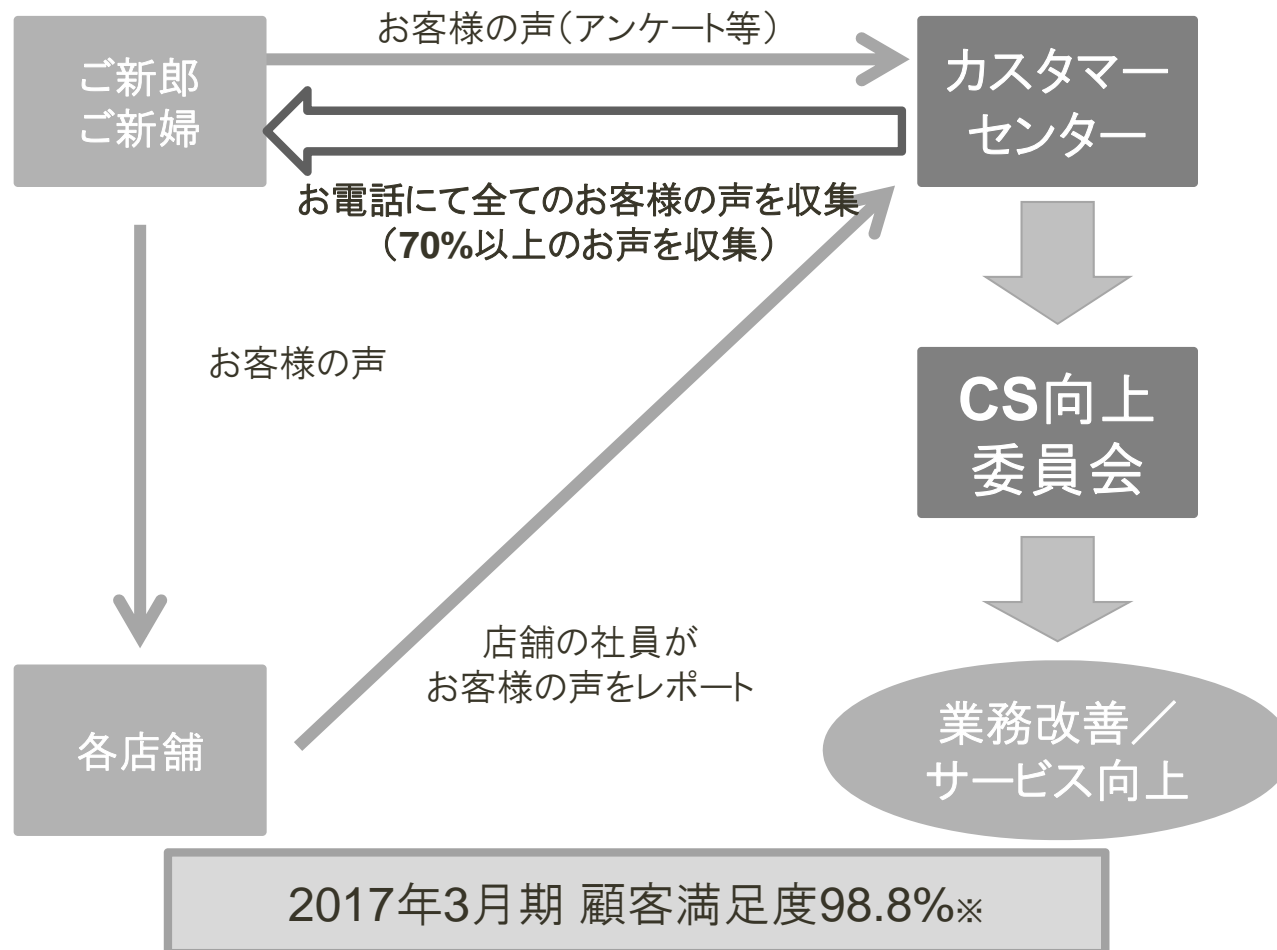 お客様の声(アンケート等)
ご新郎
ご新婦
カスタマー
センター
お電話にて全てのお客様の声を収集
(70%以上のお声を収集)
お客様の声
CS向上
委員会
店舗の社員が
お客様の声をレポート
各店舗
業務改善/
サービス向上
2017年3月期 顧客満足度98.8%※